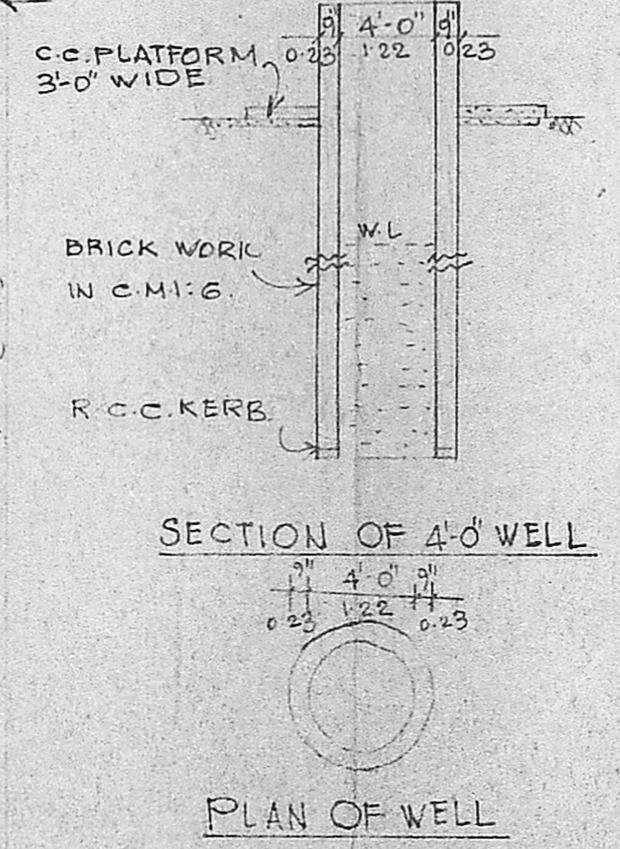 9" 4'-0" 9"
0.23 1.22 0.23
C.C. PLATFORM
3'-0" WIDE
W.L
BRICK WORK
IN C.M 1:6.
R.C.C. KERB
SECTION OF 4'-0" WELL
9" 4'-0" 9"
0.23 1.22 0.23
PLAN OF WELL